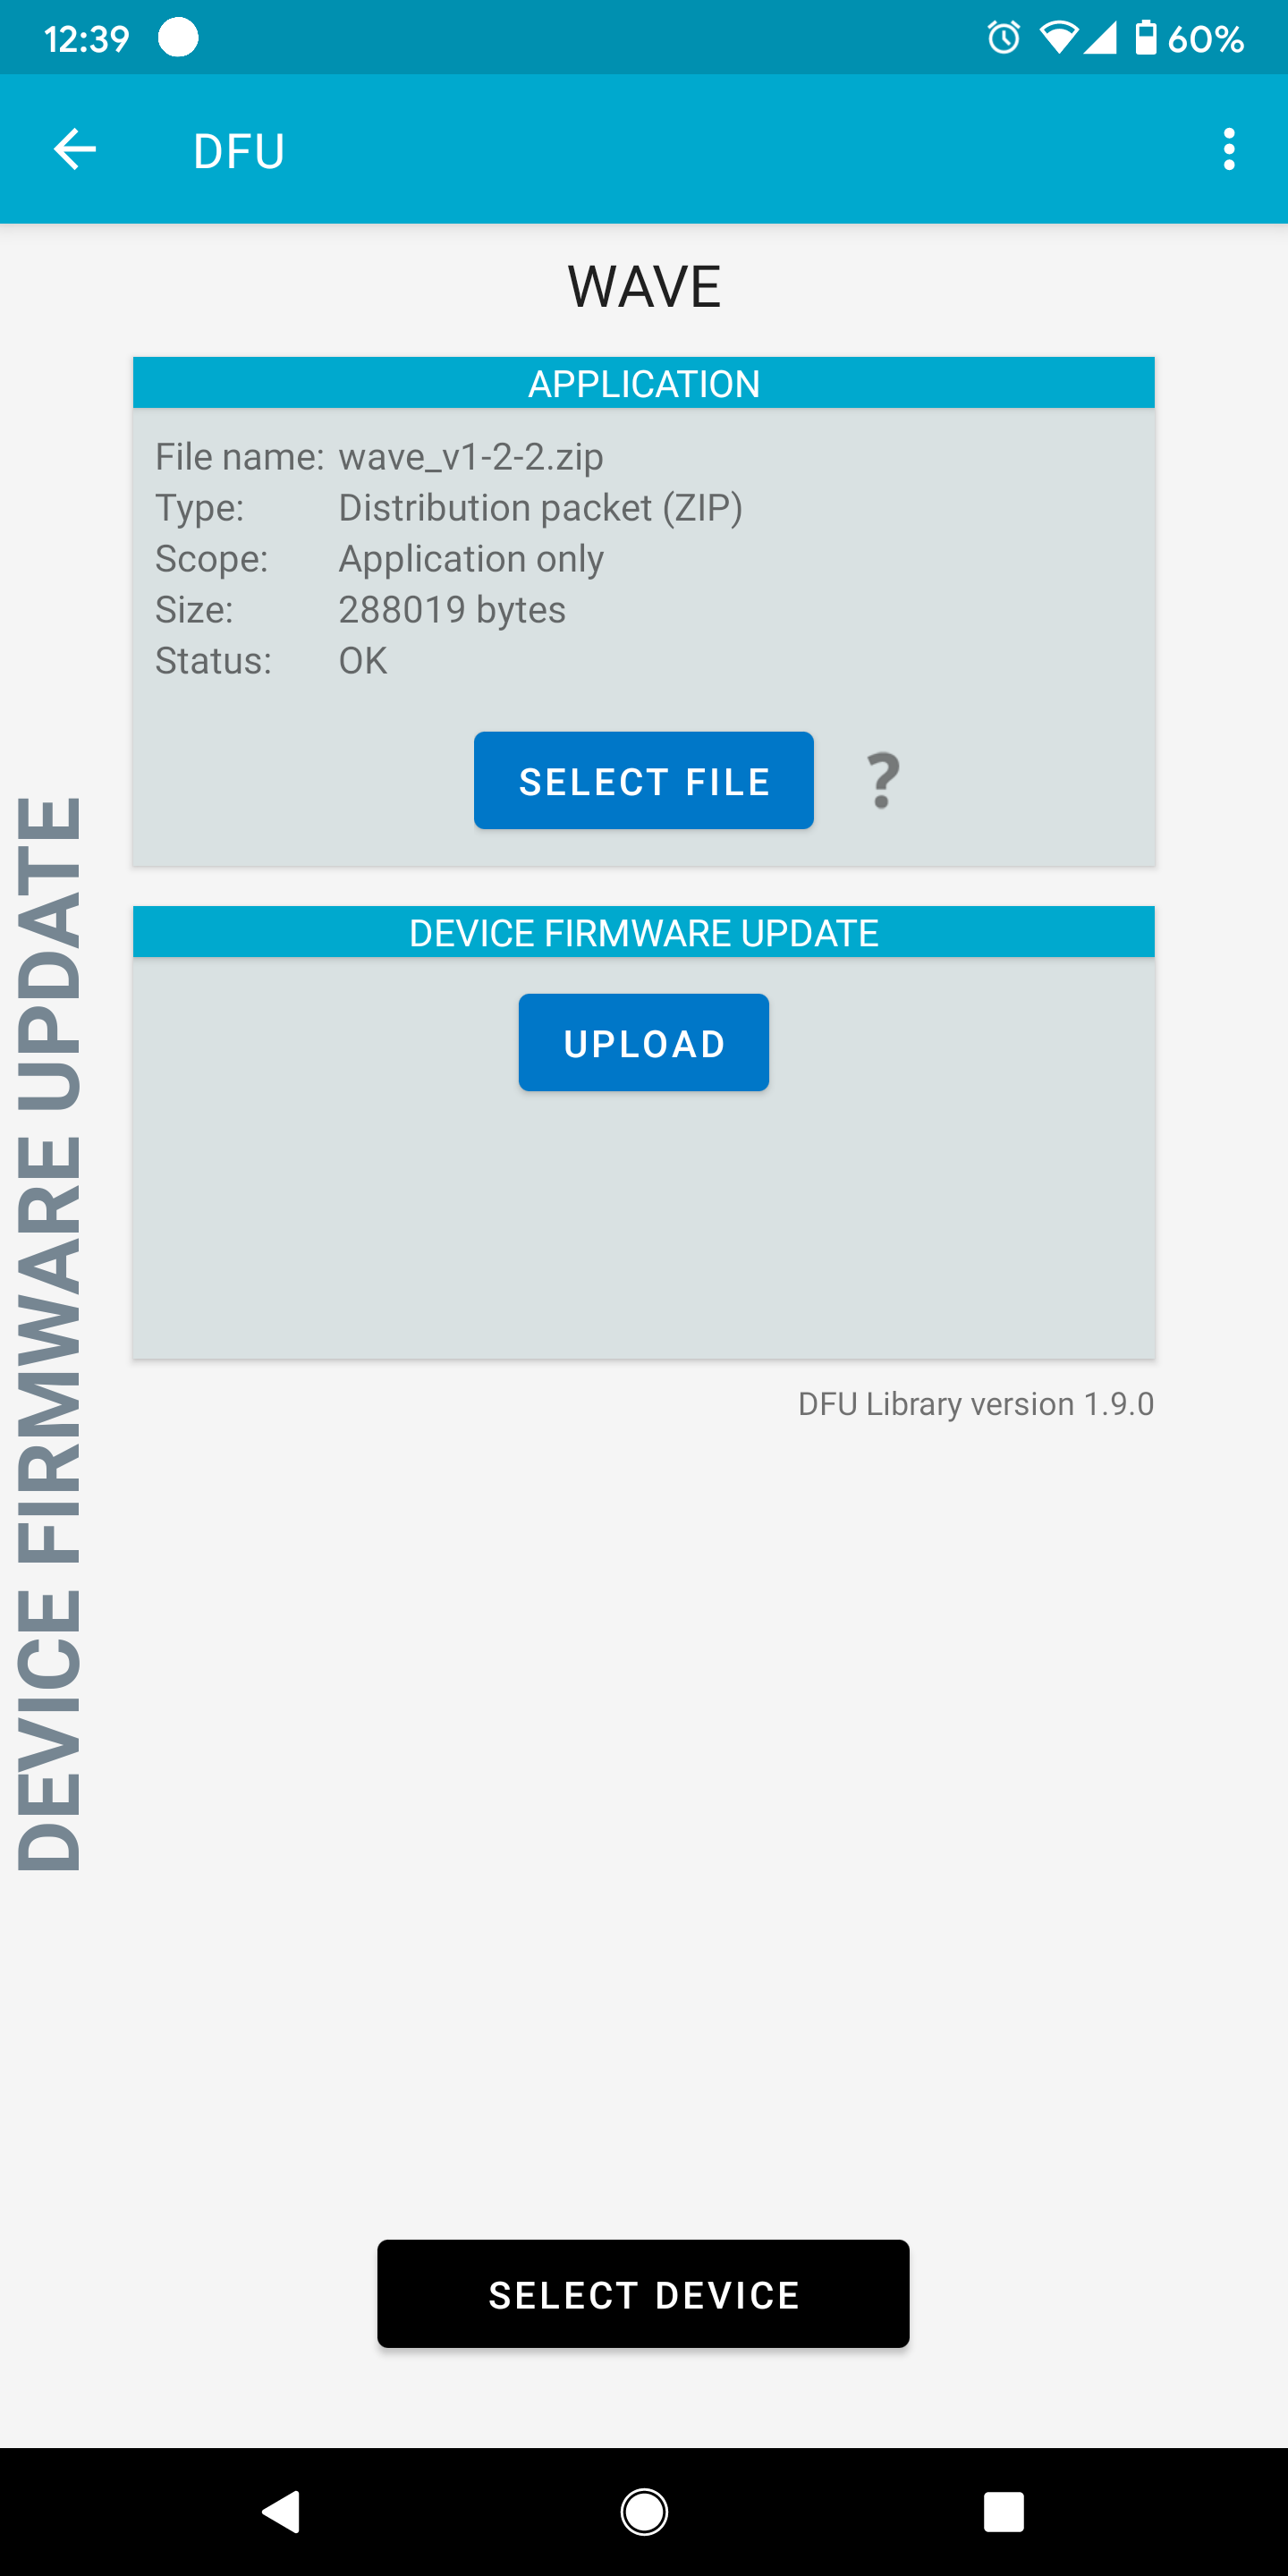 12:39
60%
DFU
WAVE
APPLICATION
File name: wave_v1-2-2.zip
Type: Distribution packet (ZIP)
Scope: Application only
Size: 288019 bytes
Status: OK
SELECT FILE ?
DEVICE FIRMWARE UPDATE
UPLOAD
DFU Library version 1.9.0
DEVICE FIRMWARE UPDATE
SELECT DEVICE